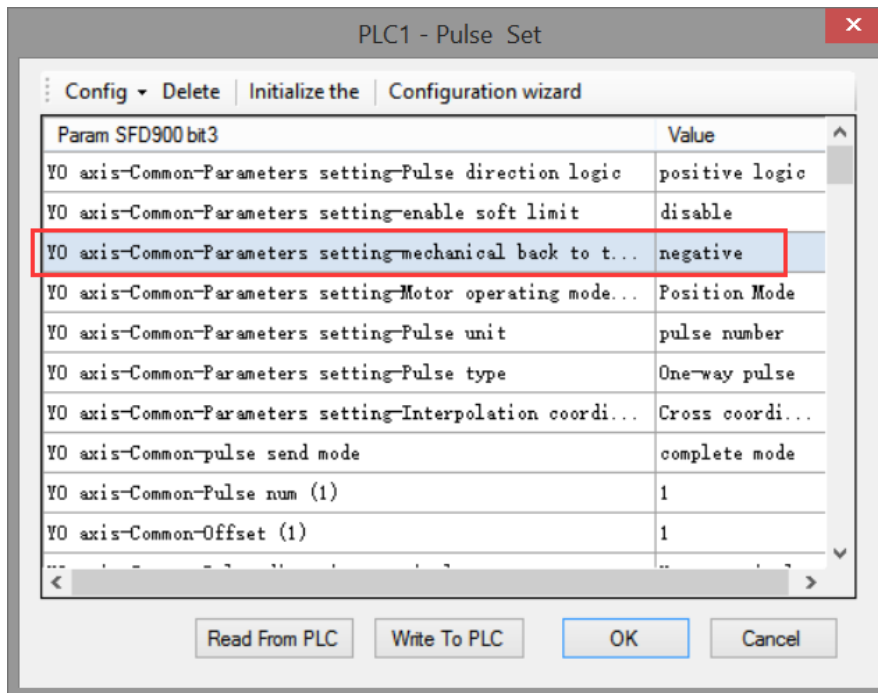 PLC1 - Pulse Set
Config Delete Initialize the Configuration wizard
Param SFD900 bit3 Value
Y0 axis-Common-Parameters setting-Pulse direction logic positive logic
Y0 axis-Common-Parameters setting-enable soft limit disable
Y0 axis-Common-Parameters setting-mechanical back to t... negative
Y0 axis-Common-Parameters setting-Motor operating mode... Position Mode
Y0 axis-Common-Parameters setting-Pulse unit pulse number
Y0 axis-Common-Parameters setting-Pulse type One-way pulse
Y0 axis-Common-Parameters setting-Interpolation coordi... Cross coordi...
Y0 axis-Common-pulse send mode complete mode
Y0 axis-Common-Pulse num (1) 1
Y0 axis-Common-Offset (1) 1
Read From PLC Write To PLC OK Cancel